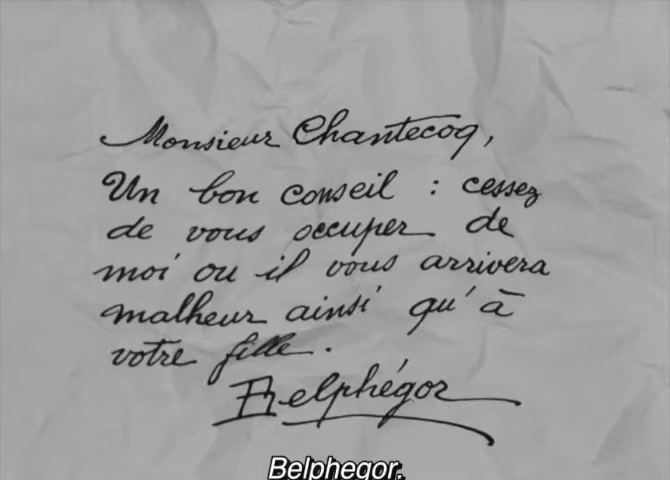 Monsieur Chantecoq,
Un bon conseil : cessez
de vous occuper de
moi ou il vous arrivera
malheur ainsi qu'à
votre fille.
Belphégor
Belphegor.